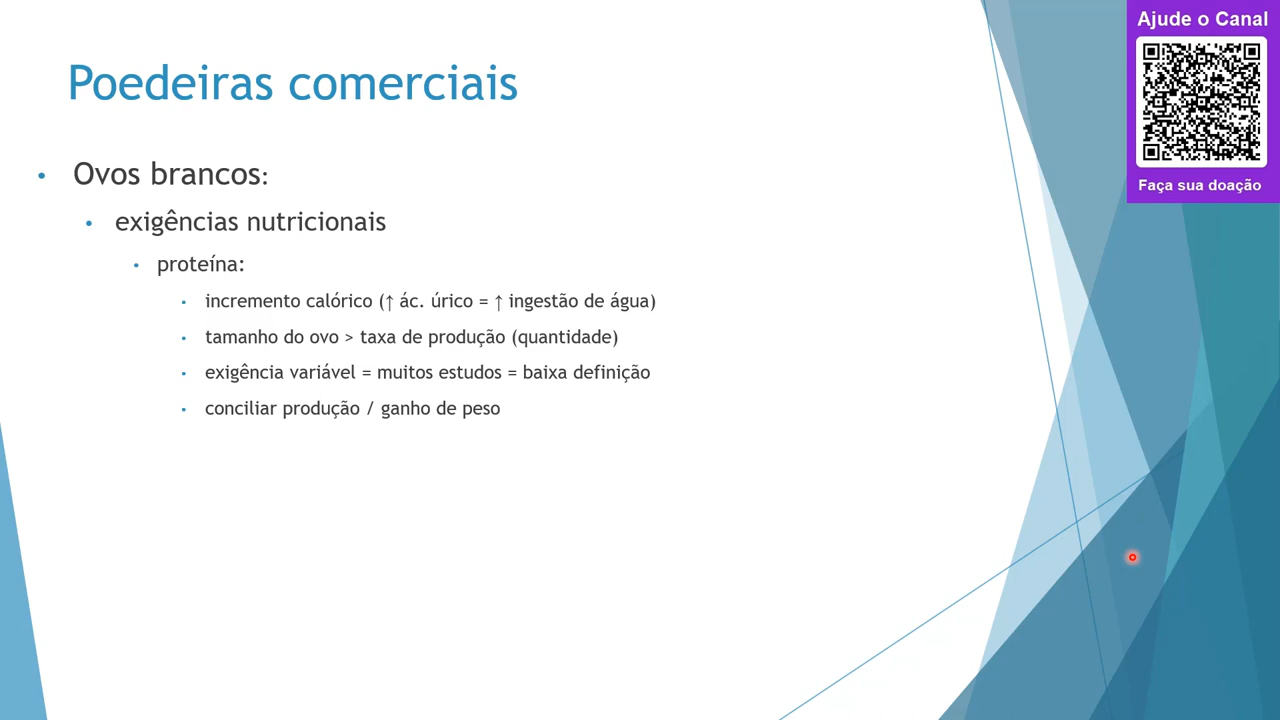 Poedeiras comerciais
• Ovos brancos:
• exigências nutricionais
• proteína:
• incremento calórico (↑ ác. úrico = ↑ ingestão de água)
• tamanho do ovo > taxa de produção (quantidade)
• exigência variável = muitos estudos = baixa definição
• conciliar produção / ganho de peso
Ajude o Canal
Faça sua doação